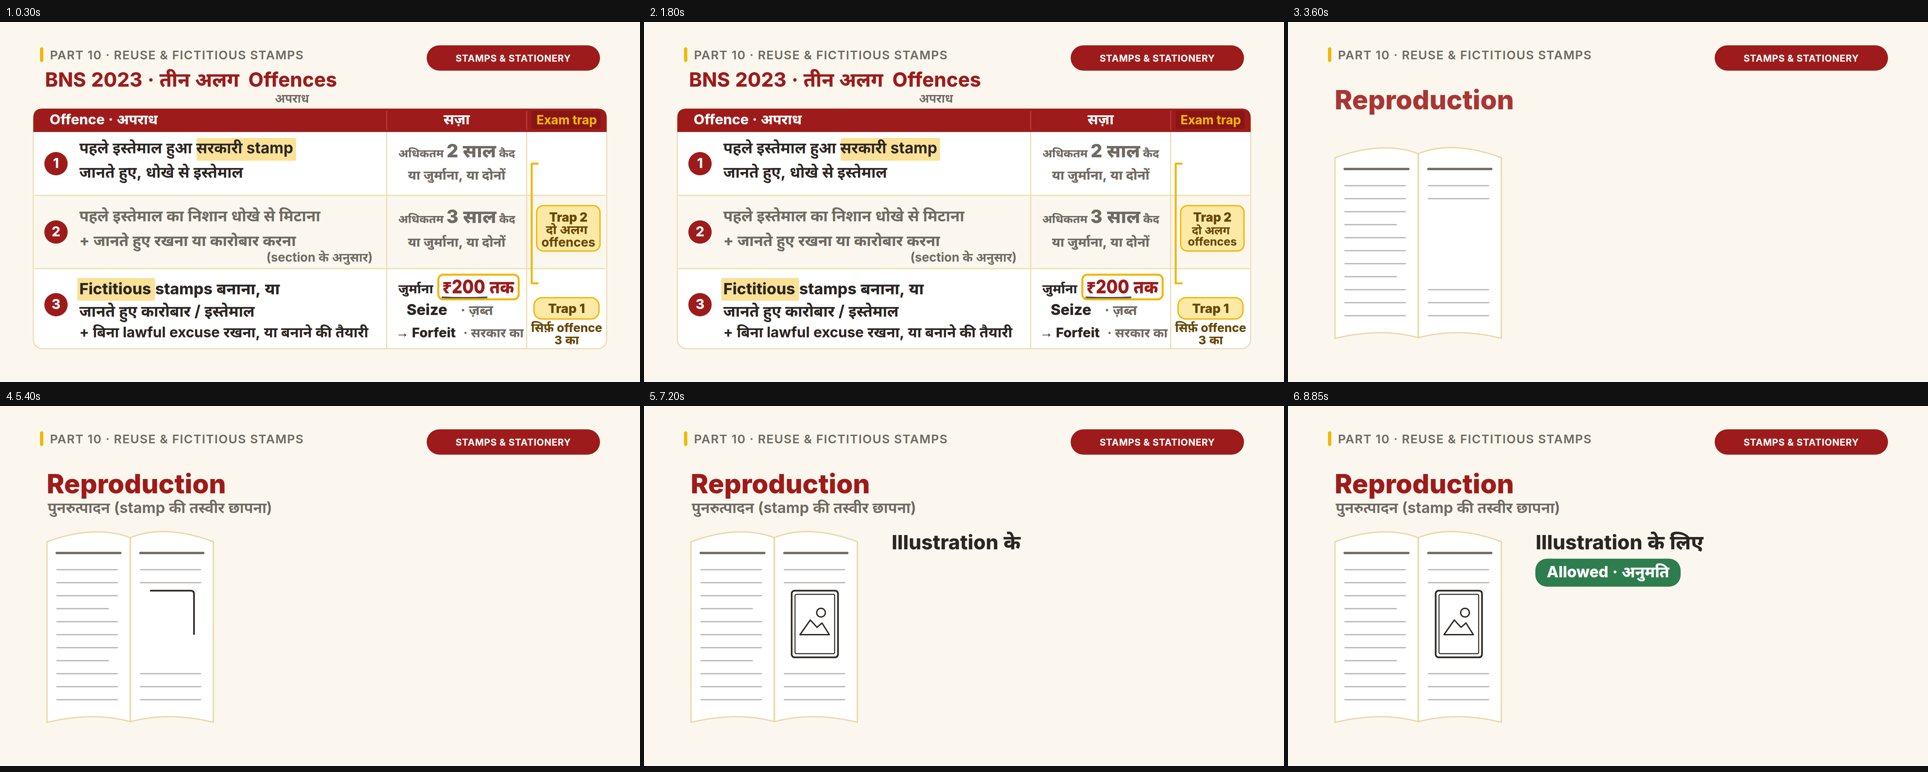 1. 0.30s
PART 10 · REUSE & FICTITIOUS STAMPS
STAMPS & STATIONERY
BNS 2023 · तीन अलग Offences
अपराध
Offence · अपराध
सज़ा
Exam trap
1
पहले इस्तेमाल हुआ सरकारी stamp
जानते हुए, धोखे से इस्तेमाल
अधिकतम 2 साल कैद
या जुर्माना, या दोनों
2
पहले इस्तेमाल का निशान धोखे से मिटाना
+ जानते हुए रखना या कारोबार करना
(section के अनुसार)
अधिकतम 3 साल कैद
या जुर्माना, या दोनों
Trap 2
दो अलग
offences
3
Fictitious stamps बनाना, या
जानते हुए कारोबार / इस्तेमाल
+ बिना lawful excuse रखना, या बनाने की तैयारी
जुर्माना ₹200 तक
Seize · ज़ब्त
→ Forfeit · सरकार का
Trap 1
सिर्फ़ offence
3 का
2. 1.80s
PART 10 · REUSE & FICTITIOUS STAMPS
STAMPS & STATIONERY
BNS 2023 · तीन अलग Offences
अपराध
Offence · अपराध
सज़ा
Exam trap
1
पहले इस्तेमाल हुआ सरकारी stamp
जानते हुए, धोखे से इस्तेमाल
अधिकतम 2 साल कैद
या जुर्माना, या दोनों
2
पहले इस्तेमाल का निशान धोखे से मिटाना
+ जानते हुए रखना या कारोबार करना
(section के अनुसार)
अधिकतम 3 साल कैद
या जुर्माना, या दोनों
Trap 2
दो अलग
offences
3
Fictitious stamps बनाना, या
जानते हुए कारोबार / इस्तेमाल
+ बिना lawful excuse रखना, या बनाने की तैयारी
जुर्माना ₹200 तक
Seize · ज़ब्त
→ Forfeit · सरकार का
Trap 1
सिर्फ़ offence
3 का
3. 3.60s
PART 10 · REUSE & FICTITIOUS STAMPS
STAMPS & STATIONERY
Reproduction
4. 5.40s
PART 10 · REUSE & FICTITIOUS STAMPS
STAMPS & STATIONERY
Reproduction
पुनरुत्पादन (stamp की तस्वीर छापना)
5. 7.20s
PART 10 · REUSE & FICTITIOUS STAMPS
STAMPS & STATIONERY
Reproduction
पुनरुत्पादन (stamp की तस्वीर छापना)
Illustration के
6. 8.85s
PART 10 · REUSE & FICTITIOUS STAMPS
STAMPS & STATIONERY
Reproduction
पुनरुत्पादन (stamp की तस्वीर छापना)
Illustration के लिए
Allowed · अनुमति